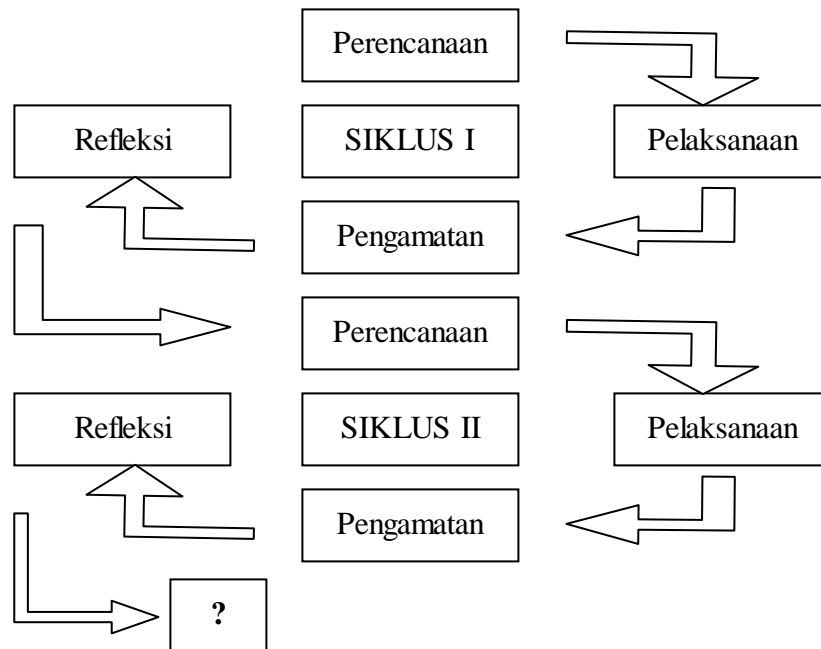 Perencanaan
Refleksi
SIKLUS I
Pelaksanaan
Pengamatan
Perencanaan
Refleksi
SIKLUS II
Pelaksanaan
Pengamatan
?